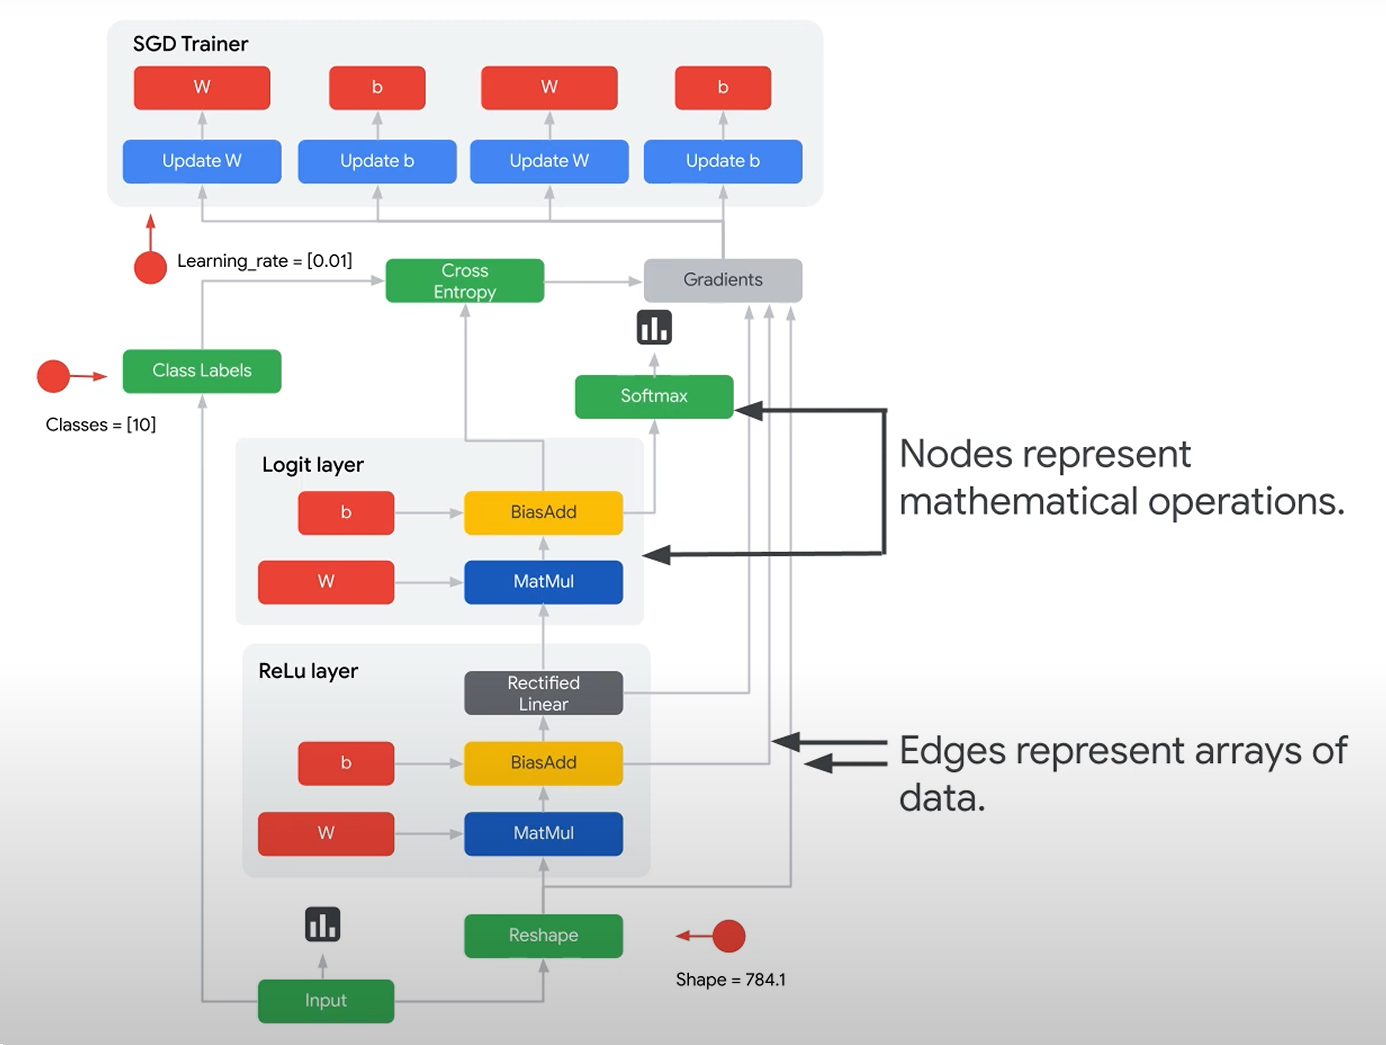 SGD Trainer
W
b
W
b
Update W
Update b
Update W
Update b
Learning_rate = [0.01]
Cross
Entropy
Gradients
Class Labels
Classes = [10]
Softmax
Nodes represent
mathematical operations.
Logit layer
b
BiasAdd
W
MatMul
ReLu layer
Rectified
Linear
b
BiasAdd
Edges represent arrays of
data.
W
MatMul
Reshape
Shape = 784.1
Input